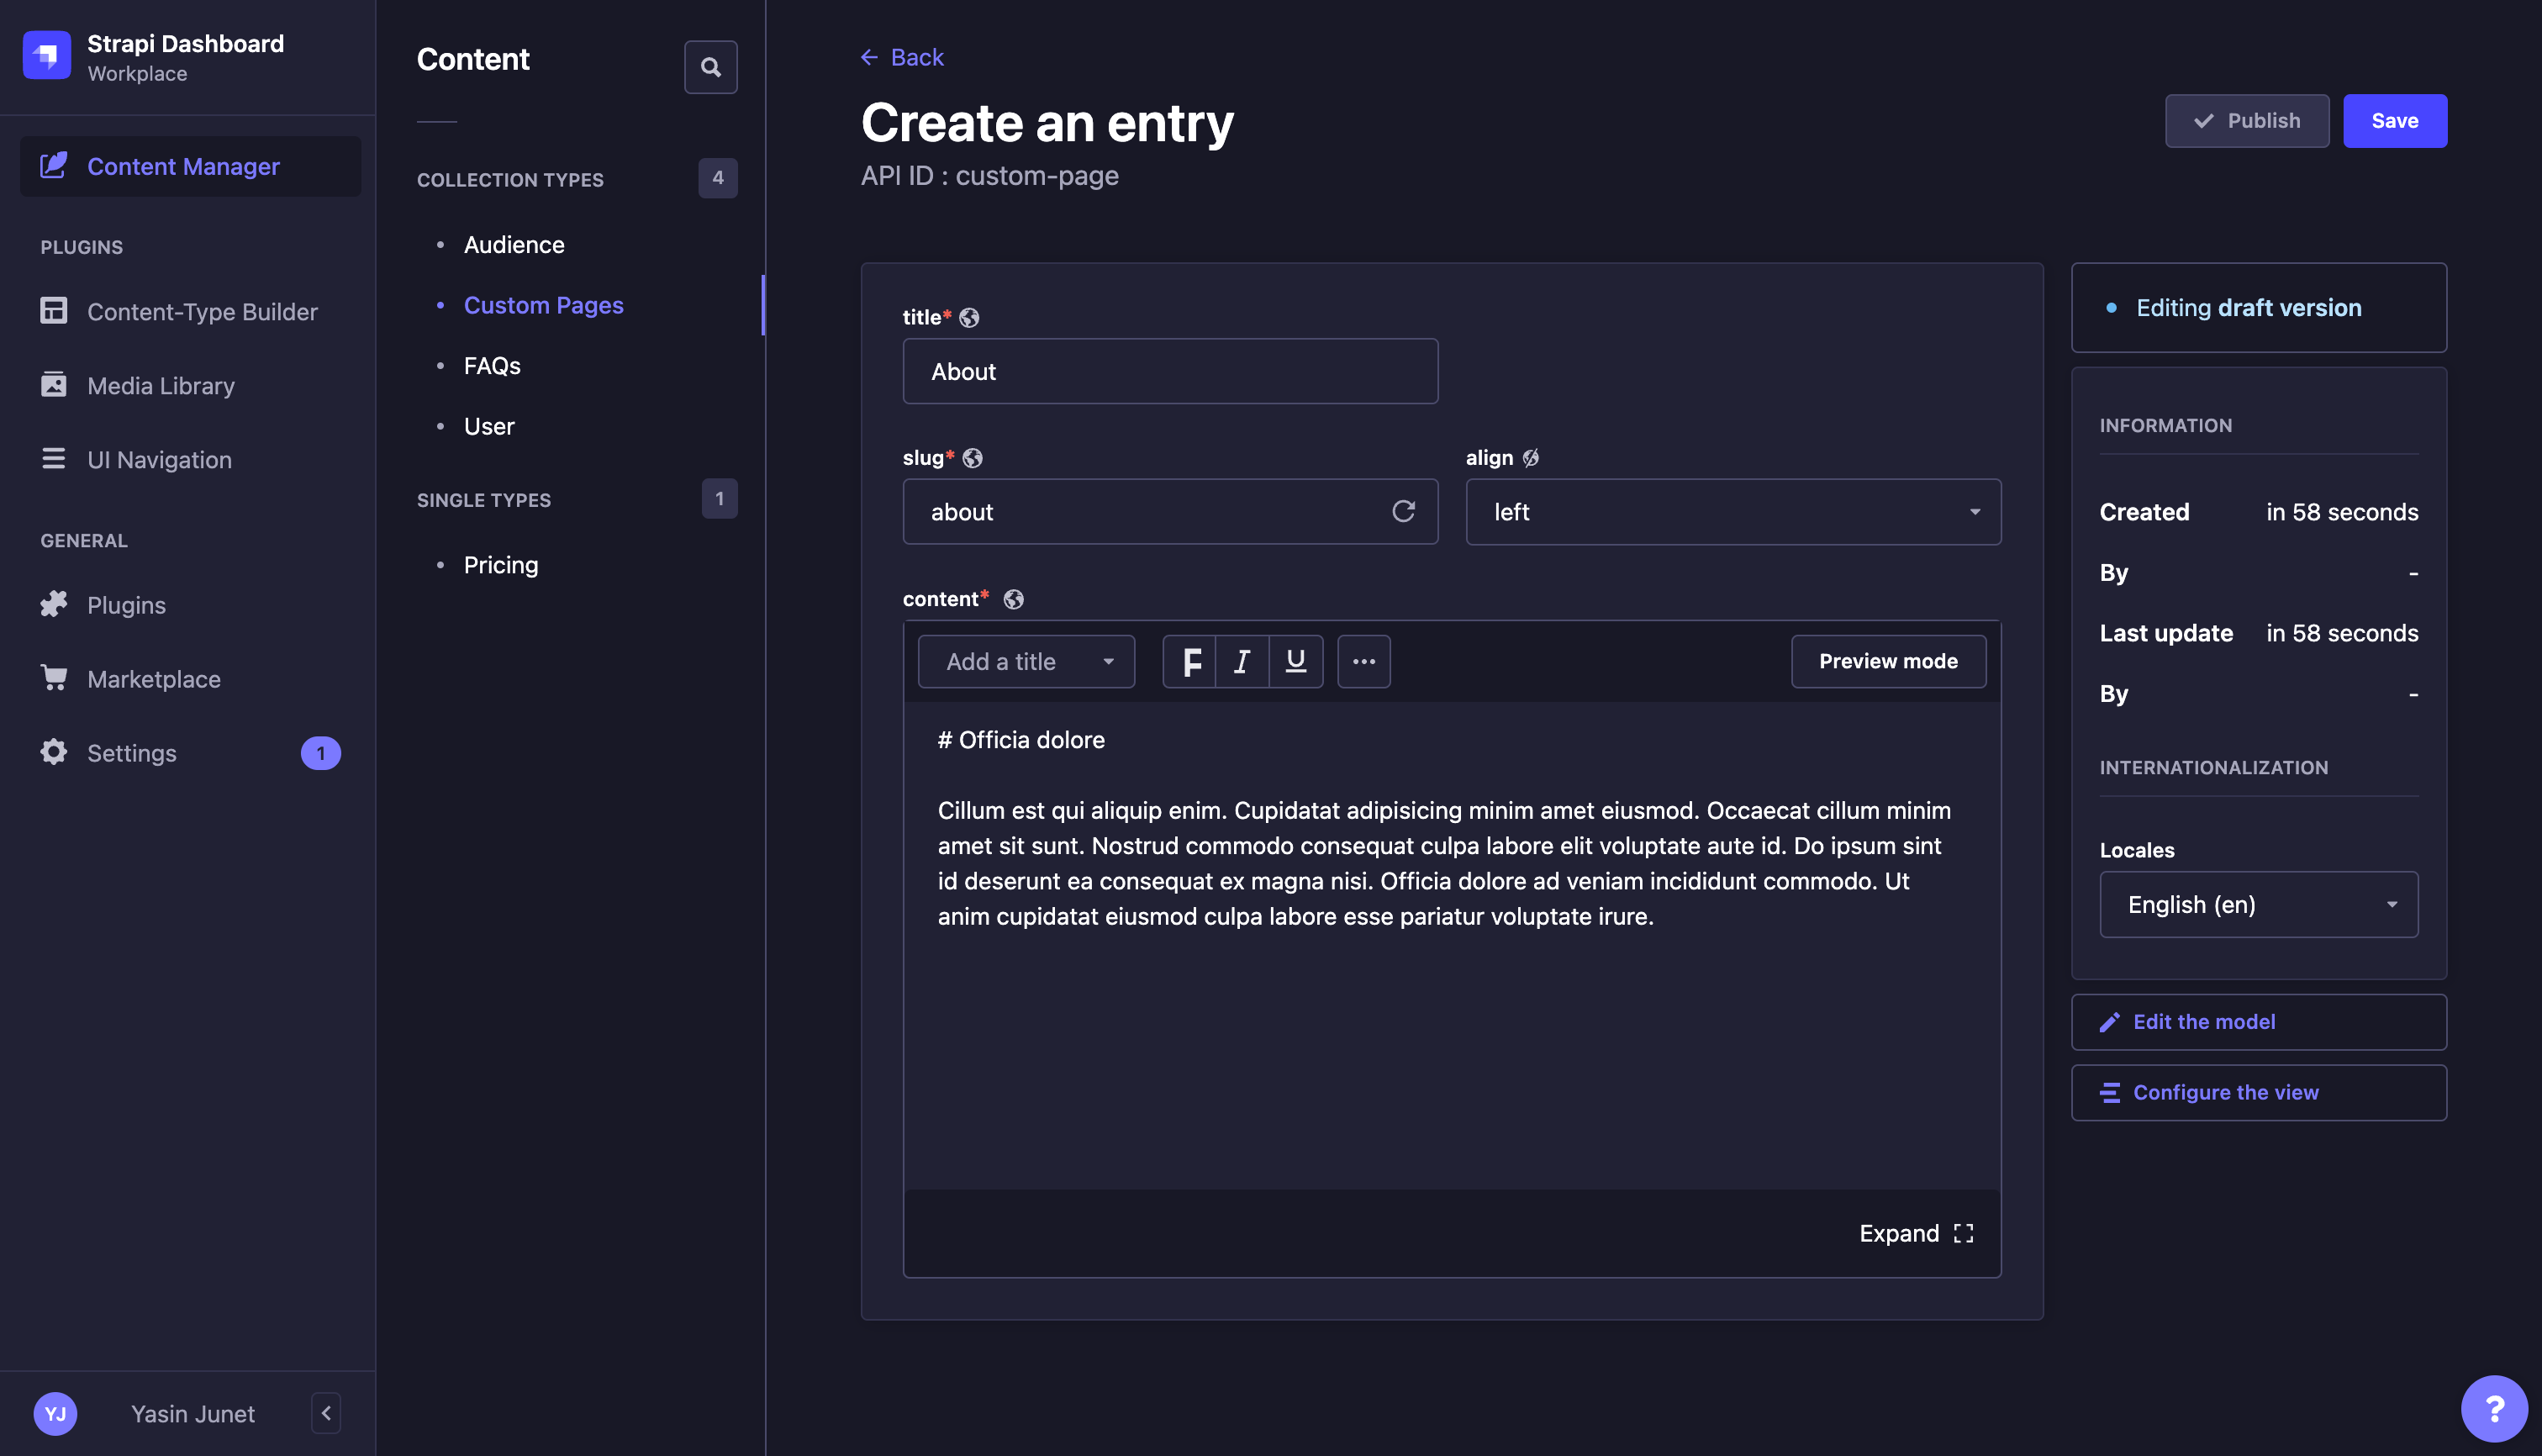 Strapi Dashboard
Workplace
Content Manager
PLUGINS
Content-Type Builder
Media Library
UI Navigation
GENERAL
Plugins
Marketplace
Settings
1
YJ
Yasin Junet
Content
COLLECTION TYPES
4
Audience
Custom Pages
FAQs
User
SINGLE TYPES
1
Pricing
Back
Create an entry
API ID : custom-page
Publish
Save
title*
About
slug*
about
align
left
content*
Add a title
F I U
Preview mode
# Officia dolore
Cillum est qui aliquip enim. Cupidatat adipisicing minim amet eiusmod. Occaecat cillum minim
amet sit sunt. Nostrud commodo consequat culpa labore elit voluptate aute id. Do ipsum sint
id deserunt ea consequat ex magna nisi. Officia dolore ad veniam incididunt commodo. Ut
anim cupidatat eiusmod culpa labore esse pariatur voluptate irure.
Expand
Editing draft version
INFORMATION
Created in 58 seconds
By -
Last update in 58 seconds
By -
INTERNATIONALIZATION
Locales
English (en)
Edit the model
Configure the view
?